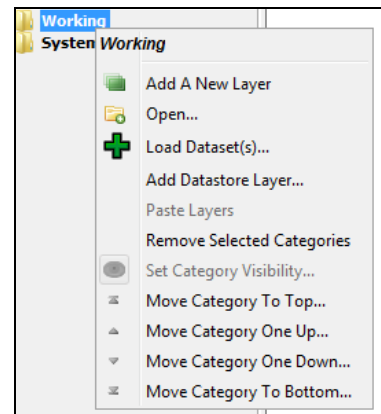 Working
System
Working
Add A New Layer
Open...
Load Dataset(s)...
Add Datastore Layer...
Paste Layers
Remove Selected Categories
Set Category Visibility...
Move Category To Top...
Move Category One Up...
Move Category One Down...
Move Category To Bottom...